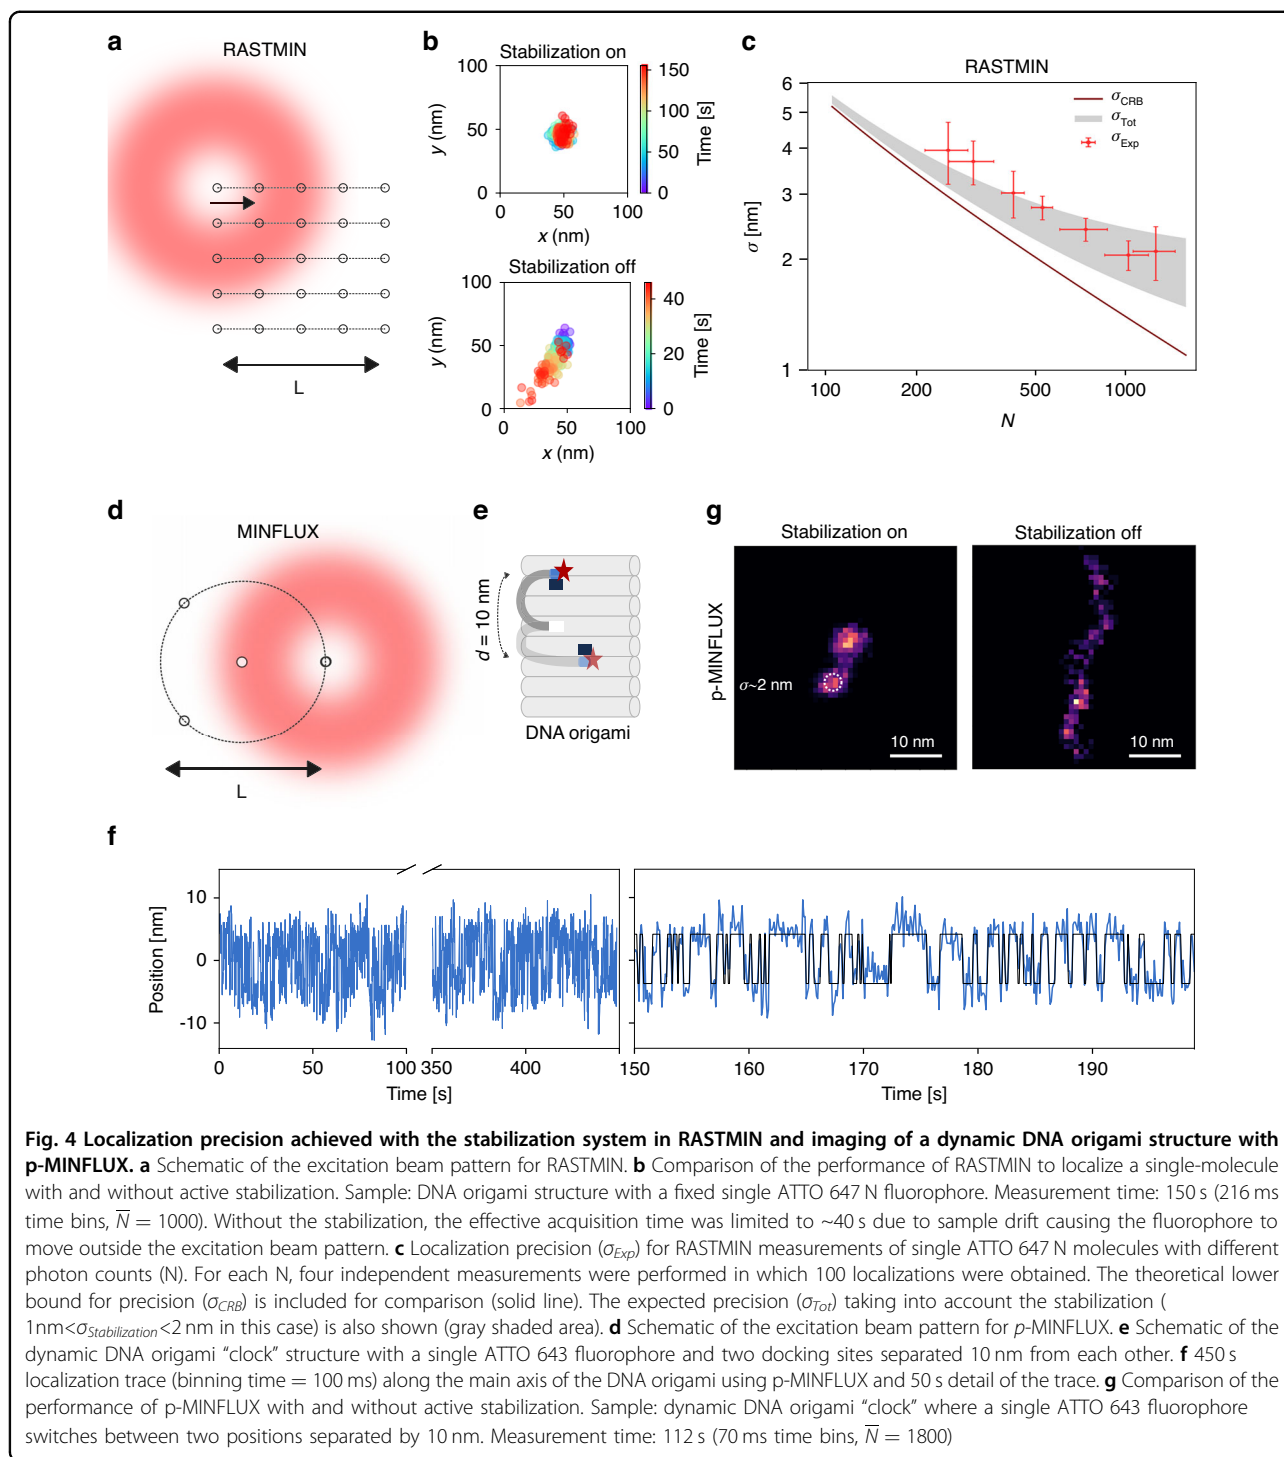 a
RASTMIN
L
b
Stabilization on
100
50
0
y (nm)
0
50
100
x (nm)
150
100
50
0
Time [s]
Stabilization off
100
50
0
y (nm)
0
50
100
x (nm)
40
20
0
Time [s]
c
RASTMIN
6
5
4
3
2
1
σ [nm]
σCRB
σTot
σExp
100
200
500
1000
N
d
MINFLUX
L
e
d = 10 nm
DNA origami
g
Stabilization on
Stabilization off
p-MINFLUX
σ~2 nm
10 nm
10 nm
f
10
0
-10
Position [nm]
0
50
100
350
400
Time [s]
150
160
170
180
190
Time [s]
Fig. 4 Localization precision achieved with the stabilization system in RASTMIN and imaging of a dynamic DNA origami structure with
p-MINFLUX. a Schematic of the excitation beam pattern for RASTMIN. b Comparison of the performance of RASTMIN to localize a single-molecule
with and without active stabilization. Sample: DNA origami structure with a fixed single ATTO 647 N fluorophore. Measurement time: 150 s (216 ms
time bins, N̅ = 1000). Without the stabilization, the effective acquisition time was limited to ~40 s due to sample drift causing the fluorophore to
move outside the excitation beam pattern. c Localization precision (σExp) for RASTMIN measurements of single ATTO 647 N molecules with different
photon counts (N). For each N, four independent measurements were performed in which 100 localizations were obtained. The theoretical lower
bound for precision (σCRB) is included for comparison (solid line). The expected precision (σTot) taking into account the stabilization (
1nm<σStabilization<2 nm in this case) is also shown (gray shaded area). d Schematic of the excitation beam pattern for p-MINFLUX. e Schematic of the
dynamic DNA origami “clock” structure with a single ATTO 643 fluorophore and two docking sites separated 10 nm from each other. f 450 s
localization trace (binning time = 100 ms) along the main axis of the DNA origami using p-MINFLUX and 50 s detail of the trace. g Comparison of the
performance of p-MINFLUX with and without active stabilization. Sample: dynamic DNA origami “clock” where a single ATTO 643 fluorophore
switches between two positions separated by 10 nm. Measurement time: 112 s (70 ms time bins, N̅ = 1800)